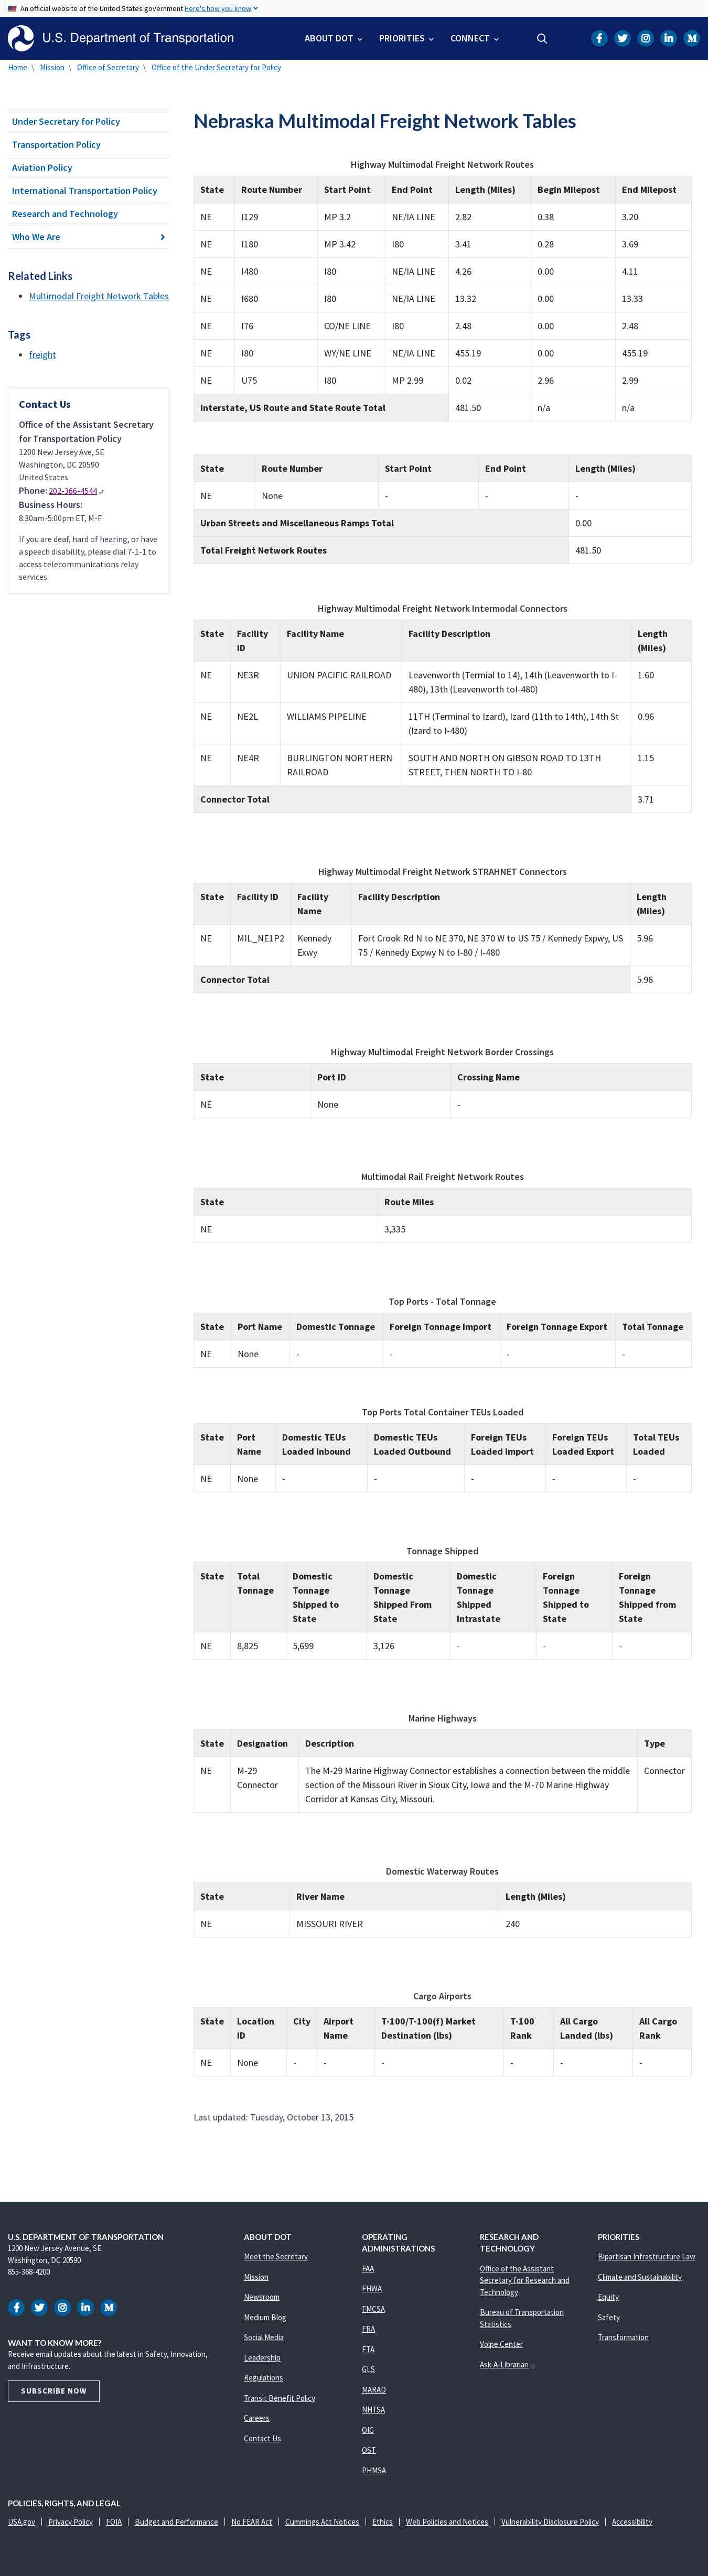 An official website of the United States government Here's how you know
U.S. Department of Transportation
ABOUT DOT PRIORITIES CONNECT
Home \ Mission \ Office of Secretary \ Office of the Under Secretary for Policy
Under Secretary for Policy
Transportation Policy
Aviation Policy
International Transportation Policy
Research and Technology
Who We Are
Related Links
Multimodal Freight Network Tables
Tags
freight
Contact Us
Office of the Assistant Secretary
for Transportation Policy
1200 New Jersey Ave, SE
Washington, DC 20590
United States
Phone: 202-366-4544
Business Hours:
8:30am-5:00pm ET, M-F
If you are deaf, hard of hearing, or have
a speech disability, please dial 7-1-1 to
access telecommunications relay
services.
Nebraska Multimodal Freight Network Tables
Highway Multimodal Freight Network Routes
State Route Number Start Point End Point Length (Miles) Begin Milepost End Milepost
NE I129 MP 3.2 NE/IA LINE 2.82 0.38 3.20
NE I180 MP 3.42 I80 3.41 0.28 3.69
NE I480 I80 NE/IA LINE 4.26 0.00 4.11
NE I680 I80 NE/IA LINE 13.32 0.00 13.33
NE I76 CO/NE LINE I80 2.48 0.00 2.48
NE I80 WY/NE LINE NE/IA LINE 455.19 0.00 455.19
NE U75 I80 MP 2.99 0.02 2.96 2.99
Interstate, US Route and State Route Total 481.50 n/a n/a
State Route Number Start Point End Point Length (Miles)
NE None - - -
Urban Streets and Miscellaneous Ramps Total 0.00
Total Freight Network Routes 481.50
Highway Multimodal Freight Network Intermodal Connectors
State Facility ID Facility Name Facility Description Length (Miles)
NE NE3R UNION PACIFIC RAILROAD Leavenworth (Termial to 14), 14th (Leavenworth to I-
480), 13th (Leavenworth toI-480) 1.60
NE NE2L WILLIAMS PIPELINE 11TH (Terminal to Izard), Izard (11th to 14th), 14th St
(Izard to I-480) 0.96
NE NE4R BURLINGTON NORTHERN RAILROAD SOUTH AND NORTH ON GIBSON ROAD TO 13TH
STREET, THEN NORTH TO I-80 1.15
Connector Total 3.71
Highway Multimodal Freight Network STRAHNET Connectors
State Facility ID Facility Name Facility Description Length (Miles)
NE MIL_NE1P2 Kennedy Exwy Fort Crook Rd N to NE 370, NE 370 W to US 75 / Kennedy Expwy, US
75 / Kennedy Expwy N to I-80 / I-480 5.96
Connector Total 5.96
Highway Multimodal Freight Network Border Crossings
State Port ID Crossing Name
NE None -
Multimodal Rail Freight Network Routes
State Route Miles
NE 3,335
Top Ports - Total Tonnage
State Port Name Domestic Tonnage Foreign Tonnage Import Foreign Tonnage Export Total Tonnage
NE None - - - -
Top Ports Total Container TEUs Loaded
State Port Name Domestic TEUs Loaded Inbound Domestic TEUs Loaded Outbound Foreign TEUs Loaded Import Foreign TEUs Loaded Export Total TEUs Loaded
NE None - - - - -
Tonnage Shipped
State Total Tonnage Domestic Tonnage Shipped to State Domestic Tonnage Shipped From State Domestic Tonnage Shipped intrastate Foreign Tonnage Shipped to State Foreign Tonnage Shipped from State
NE 8,825 5,699 3,126 - - -
Marine Highways
State Designation Description Type
NE M-29 Connector The M-29 Marine Highway Connector establishes a connection between the middle
section of the Missouri River in Sioux City, Iowa and the M-70 Marine Highway
Corridor at Kansas City, Missouri. Connector
Domestic Waterway Routes
State River Name Length (Miles)
NE MISSOURI RIVER 240
Cargo Airports
State Location ID City Airport Name T-100/T-100(f) Market Destination (lbs) T-100 Rank All Cargo Landed (lbs) All Cargo Rank
NE None - - - - - -
Last updated: Tuesday, October 13, 2015
U.S. DEPARTMENT OF TRANSPORTATION
1200 New Jersey Avenue, SE
Washington, DC 20590
855-368-4200
WANT TO KNOW MORE?
Receive email updates about the latest in Safety, Innovation,
and Infrastructure.
SUBSCRIBE NOW
ABOUT DOT
Meet the Secretary
Mission
Newsroom
Medium Blog
Social Media
Leadership
Regulations
Transit Benefit Policy
Careers
Contact Us
OPERATING
ADMINISTRATIONS
FAA
FHWA
FMCSA
FRA
FTA
GLS
MARAD
NHTSA
OIG
OST
PHMSA
RESEARCH AND
TECHNOLOGY
Office of the Assistant
Secretary for Research and
Technology
Bureau of Transportation
Statistics
Volpe Center
Ask-A-Librarian
PRIORITIES
Bipartisan Infrastructure Law
Climate and Sustainability
Equity
Safety
Transformation
POLICIES, RIGHTS, AND LEGAL
USA.gov | Privacy Policy | FOIA | Budget and Performance | No FEAR Act | Cummings Act Notices | Ethics | Web Policies and Notices | Vulnerability Disclosure Policy | Accessibility